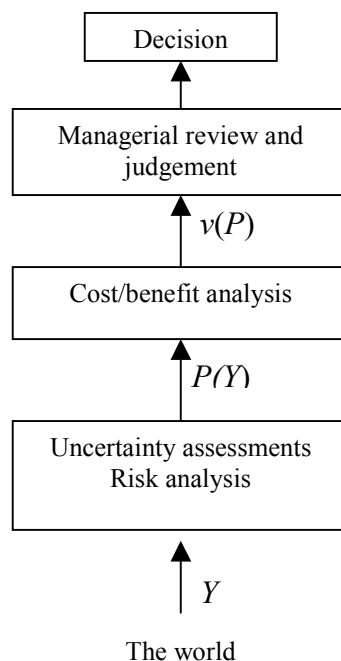 Decision
Managerial review and
judgement
v(P)
Cost/benefit analysis
P(Y)
Uncertainty assessments
Risk analysis
Y
The world